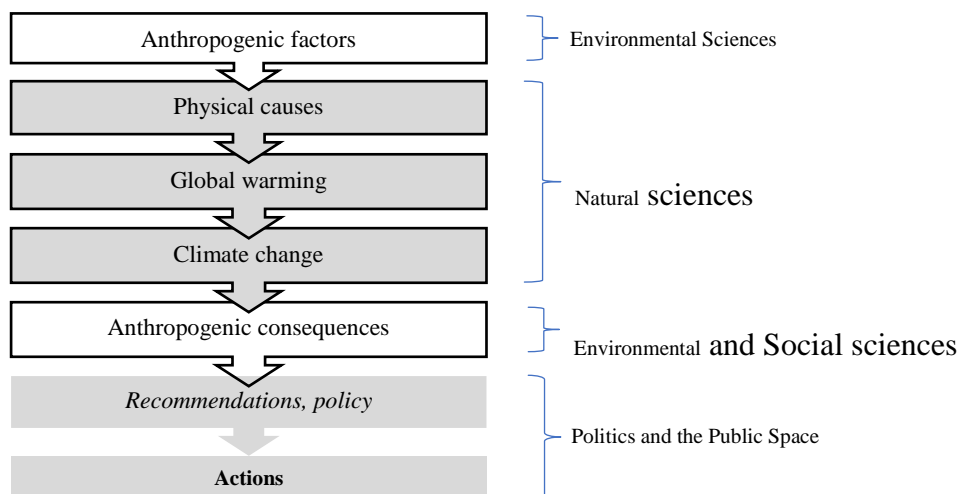 Anthropogenic factors
Environmental Sciences
Physical causes
Global warming
Natural sciences
Climate change
Anthropogenic consequences
Environmental and Social sciences
Recommendations, policy
Politics and the Public Space
Actions